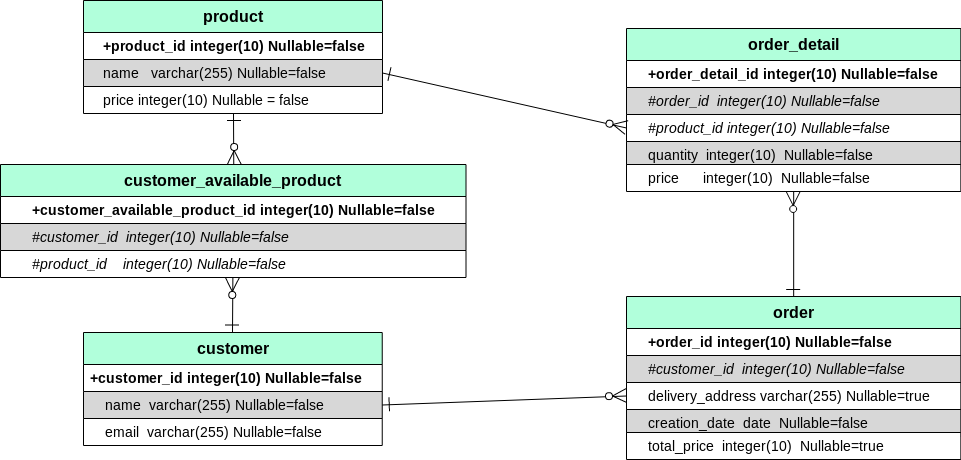 product
+product_id integer(10) Nullable=false
name varchar(255) Nullable=false
price integer(10) Nullable = false
customer_available_product
+customer_available_product_id integer(10) Nullable=false
#customer_id integer(10) Nullable=false
#product_id integer(10) Nullable=false
customer
+customer_id integer(10) Nullable=false
name varchar(255) Nullable=false
email varchar(255) Nullable=false
order_detail
+order_detail_id integer(10) Nullable=false
#order_id integer(10) Nullable=false
#product_id integer(10) Nullable=false
quantity integer(10) Nullable=false
price integer(10) Nullable=false
order
+order_id integer(10) Nullable=false
#customer_id integer(10) Nullable=false
delivery_address varchar(255) Nullable=true
creation_date date Nullable=false
total_price integer(10) Nullable=true